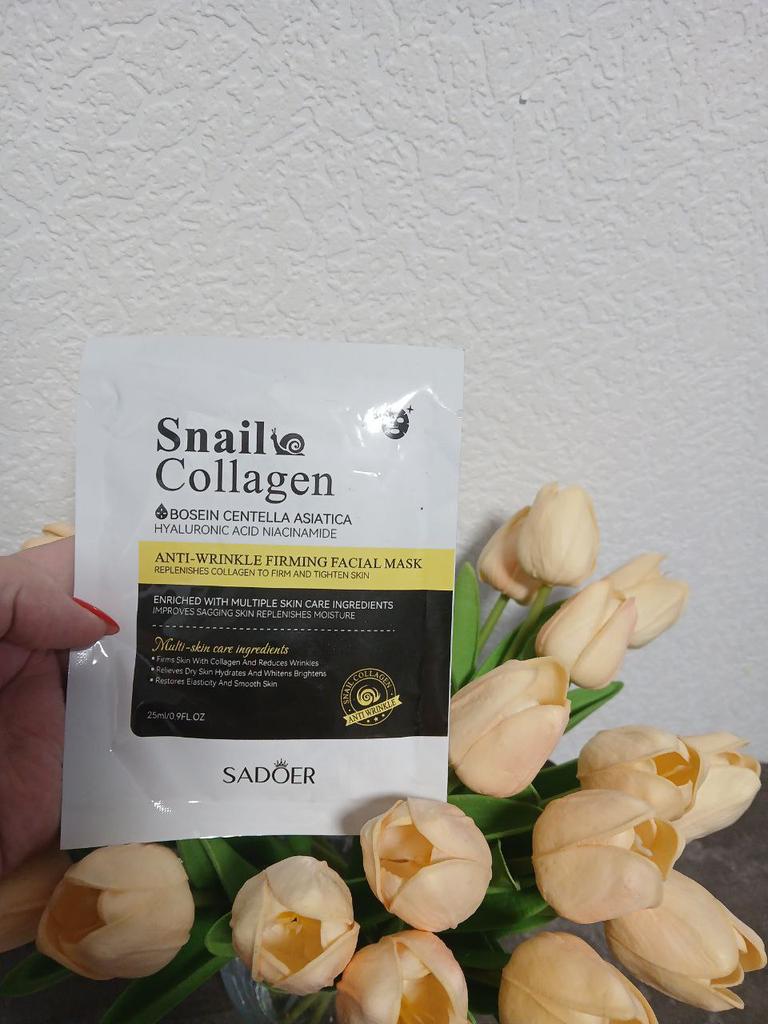 Snail
Collagen
BOSEIN CENTELLA ASIATICA
HYALURONIC ACID NIACINAMIDE
ANTI-WRINKLE FIRMING FACIAL MASK
REPLENISHES COLLAGEN TO FIRM AND TIGHTEN SKIN
ENRICHED WITH MULTIPLE SKIN CARE INGREDIENTS
IMPROVES SAGGING SKIN REPLENISHES MOISTURE
Multi-skin care ingredients
• Firms Skin With Collagen And Reduces Wrinkles
• Relieves Dry Skin Hydrates And Whitens Brightens
• Restores Elasticity And Smooth Skin
SNAIL COLLAGEN
ANTI WRINKLE
25ml/0.9FL.OZ
SADOER